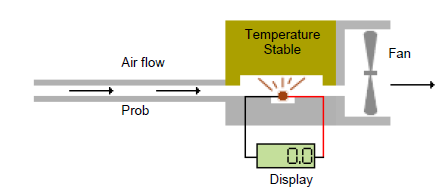 Temperature
Stable
Fan
Air flow
Prob
0.0
Display